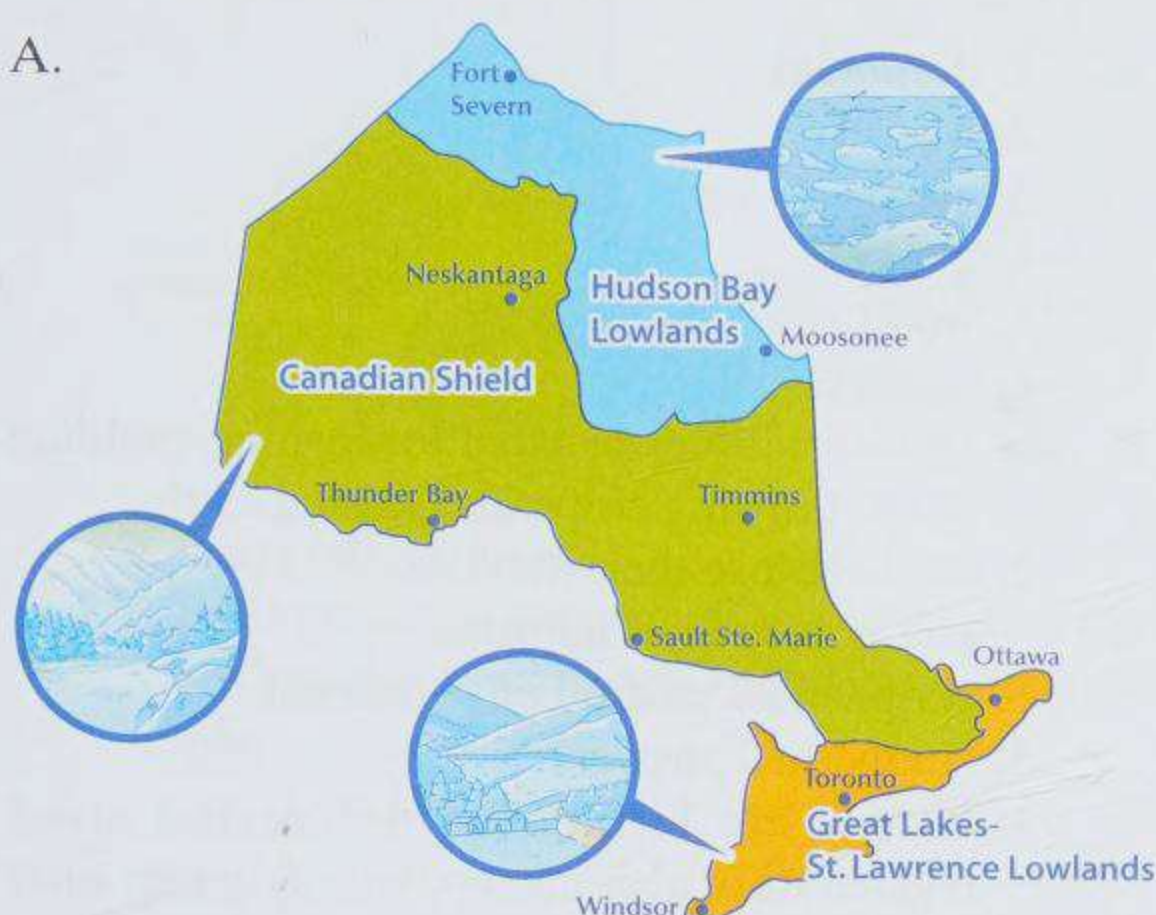 A.
Fort
Severn
Neskantaga
Hudson Bay
Lowlands
Moosonee
Canadian Shield
Thunder Bay
Timmins
Sault Ste. Marie
Ottawa
Toronto
Great Lakes-
St. Lawrence Lowlands
Windsor